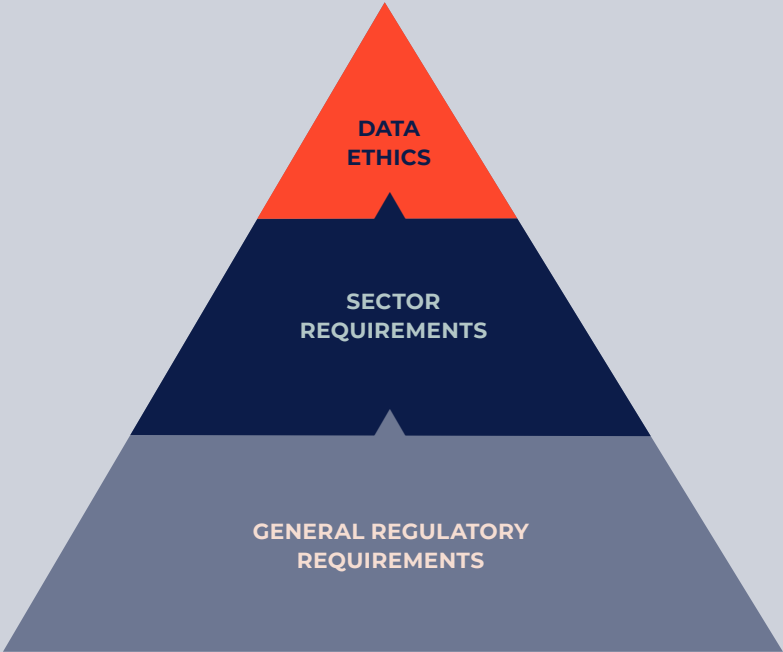 DATA
ETHICS
SECTOR
REQUIREMENTS
GENERAL REGULATORY
REQUIREMENTS